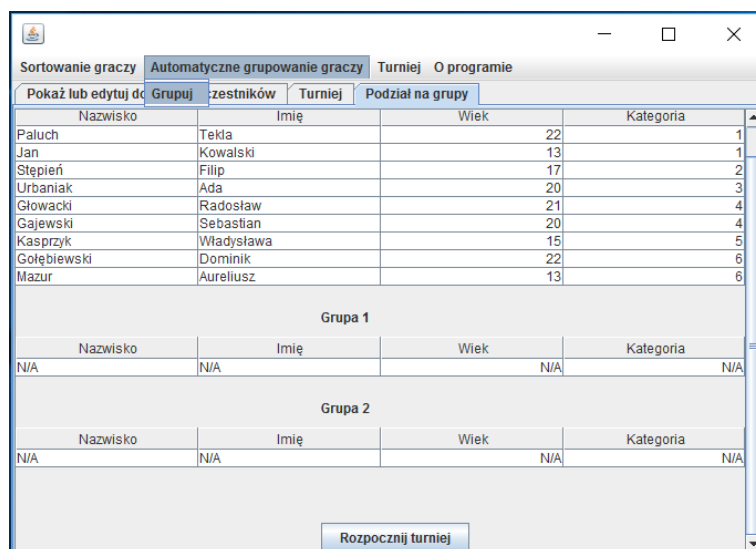 Sortowanie graczy Automatyczne grupowanie graczy Turniej O programie
Pokaż lub edytuj Grupuj Turniej Podział na grupy
Nazwisko Imię Wiek Kategoria
Paluch Tekla 22 1
Jan Kowalski 13 1
Stępień Filip 17 2
Urbaniak Ada 20 3
Głowacki Radosław 21 4
Gajewski Sebastian 20 4
Kasprzyk Władysława 15 5
Gołębiewski Dominik 22 6
Mazur Aureliusz 13 6
Grupa 1
Nazwisko Imię Wiek Kategoria
N/A N/A N/A N/A
Grupa 2
Nazwisko Imię Wiek Kategoria
N/A N/A N/A N/A
Rozpocznij turniej